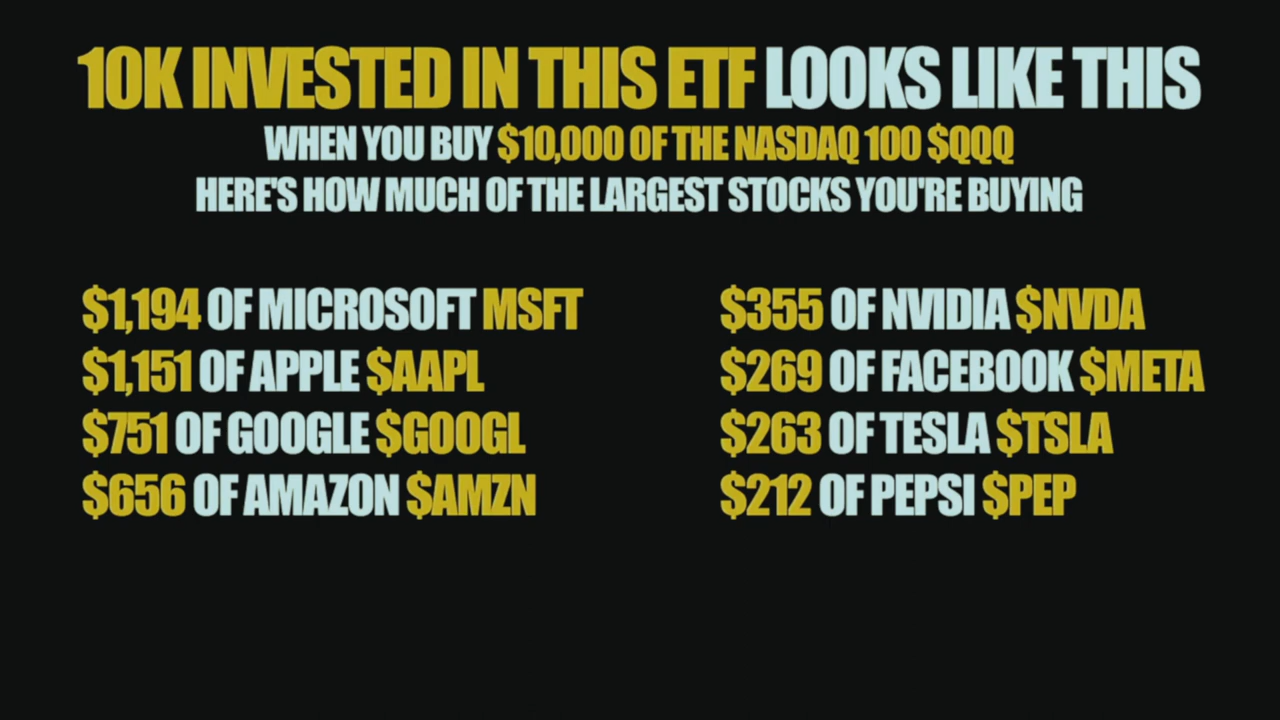 10K INVESTED IN THIS ETF LOOKS LIKE THIS
WHEN YOU BUY $10,000 OF THE NASDAQ 100 $QQQ
HERE'S HOW MUCH OF THE LARGEST STOCKS YOU'RE BUYING
$1,194 OF MICROSOFT MSFT
$1,151 OF APPLE $AAPL
$751 OF GOOGLE $GOOGL
$656 OF AMAZON $AMZN
$355 OF NVIDIA $NVDA
$269 OF FACEBOOK $META
$263 OF TESLA $TSLA
$212 OF PEPSI $PEP